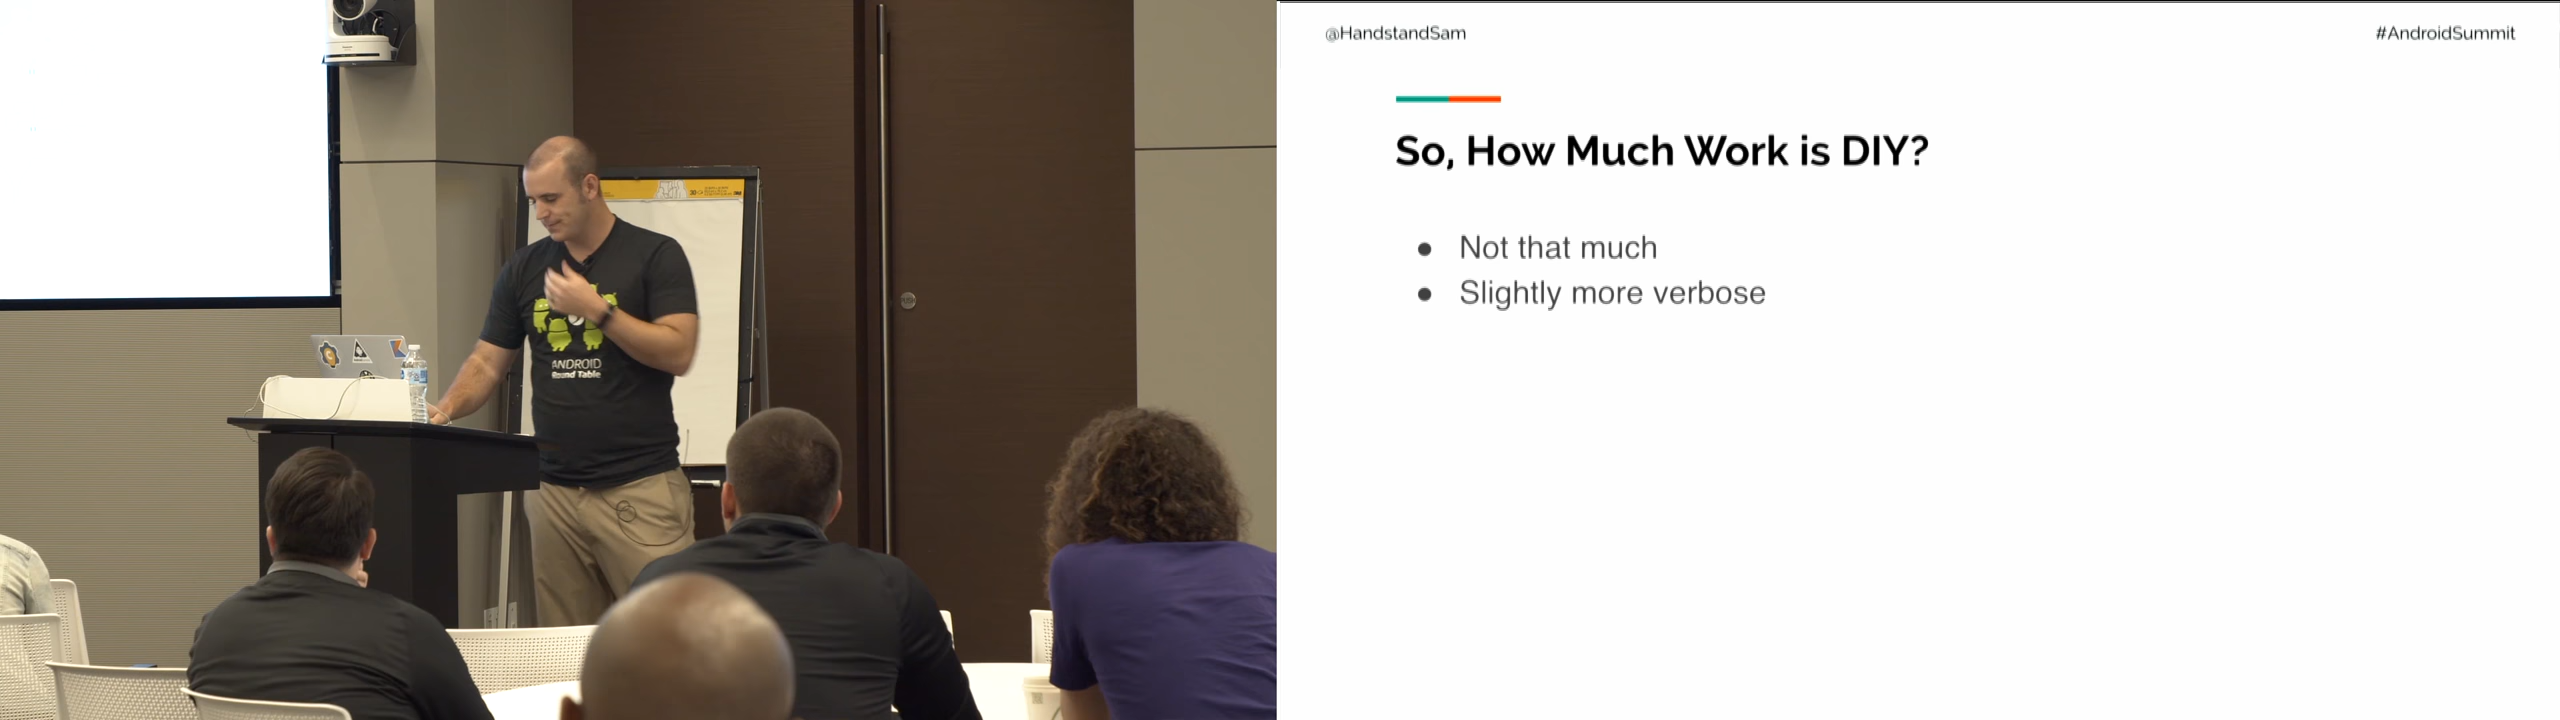 ANDROID
Round Table
@HandstandSam
#AndroidSummit
So, How Much Work is DIY?
● Not that much
● Slightly more verbose